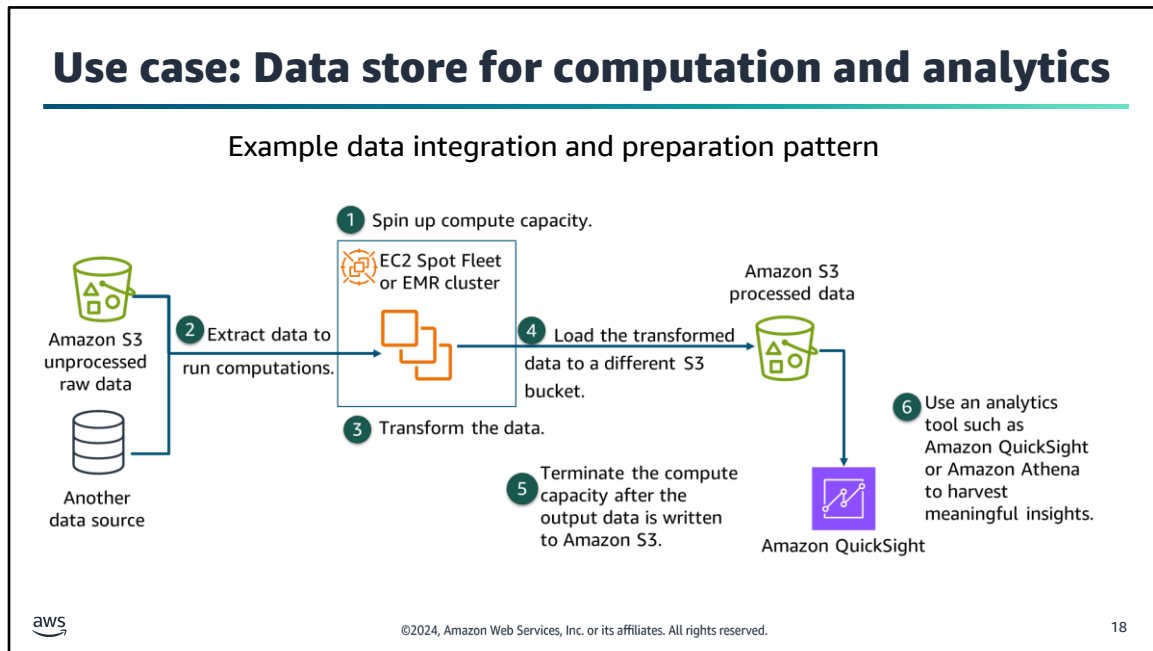 Use case: Data store for computation and analytics
Example data integration and preparation pattern
1 Spin up compute capacity.
EC2 Spot Fleet
or EMR cluster
Amazon S3
unprocessed
raw data
Another
data source
2 Extract data to
run computations.
3 Transform the data.
4 Load the transformed
data to a different S3
bucket.
Amazon S3
processed data
5 Terminate the compute
capacity after the
output data is written
to Amazon S3.
6 Use an analytics
tool such as
Amazon QuickSight
or Amazon Athena
to harvest
meaningful insights.
Amazon QuickSight
aws
©2024, Amazon Web Services, Inc. or its affiliates. All rights reserved.
18